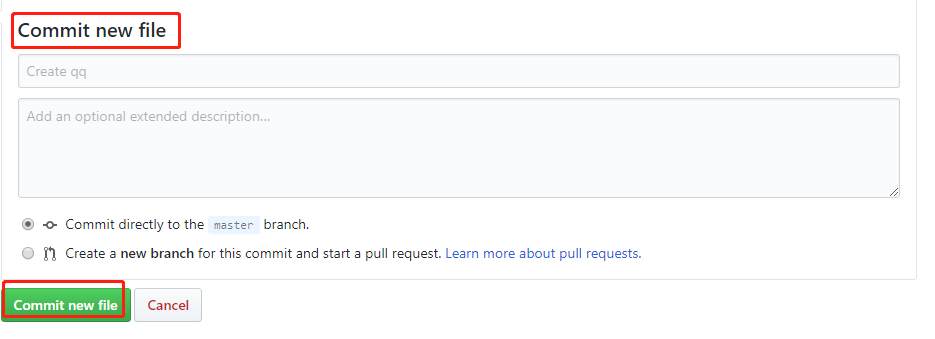 Commit new file
Create qq
Add an optional extended description...
Commit directly to the master branch.
Create a new branch for this commit and start a pull request. Learn more about pull requests.
Commit new file Cancel